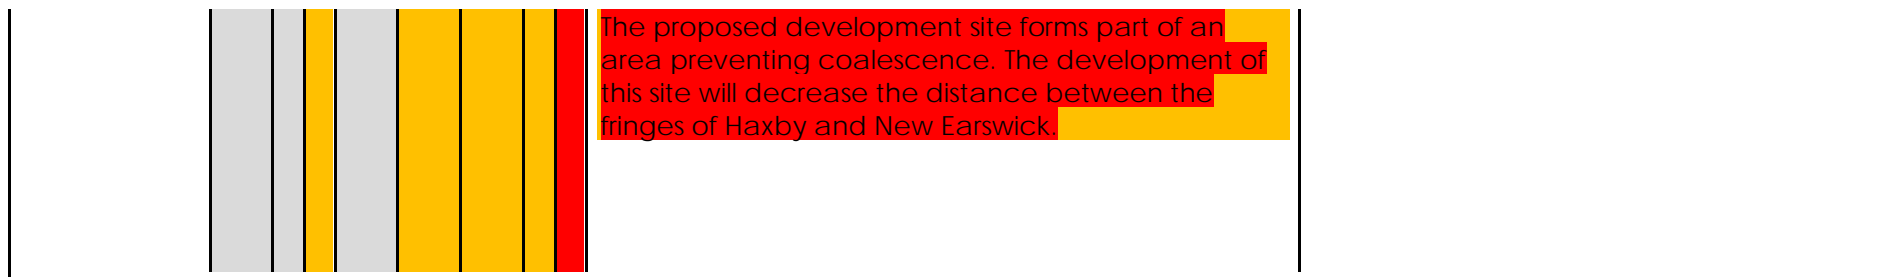 The proposed development site forms part of an
area preventing coalescence. The development of
this site will decrease the distance between the
fringes of Haxby and New Earswick.